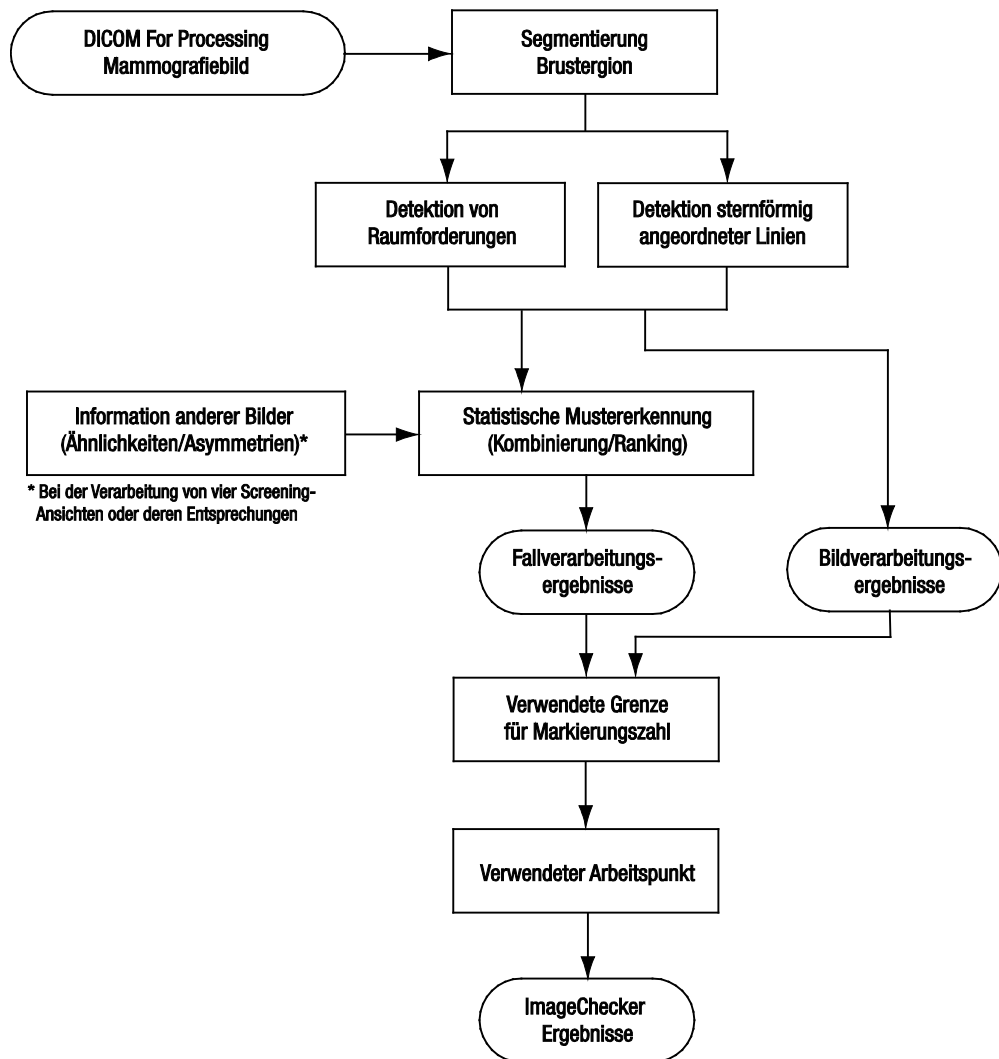 DICOM For Processing
Mammografiebild
Segmentierung
Brustergion
Detektion von
Raumforderungen
Detektion sternförmig
angeordneter Linien
Information anderer Bilder
(Ähnlichkeiten/Asymmetrien)*
* Bei der Verarbeitung von vier Screening-
Ansichten oder deren Entsprechungen
Statistische Mustererkennung
(Kombinierung/Ranking)
Fallverarbeitungs-
ergebnisse
Bildverarbeitungs-
ergebnisse
Verwendete Grenze
für Markierungszahl
Verwendeter Arbeitspunkt
ImageChecker
Ergebnisse